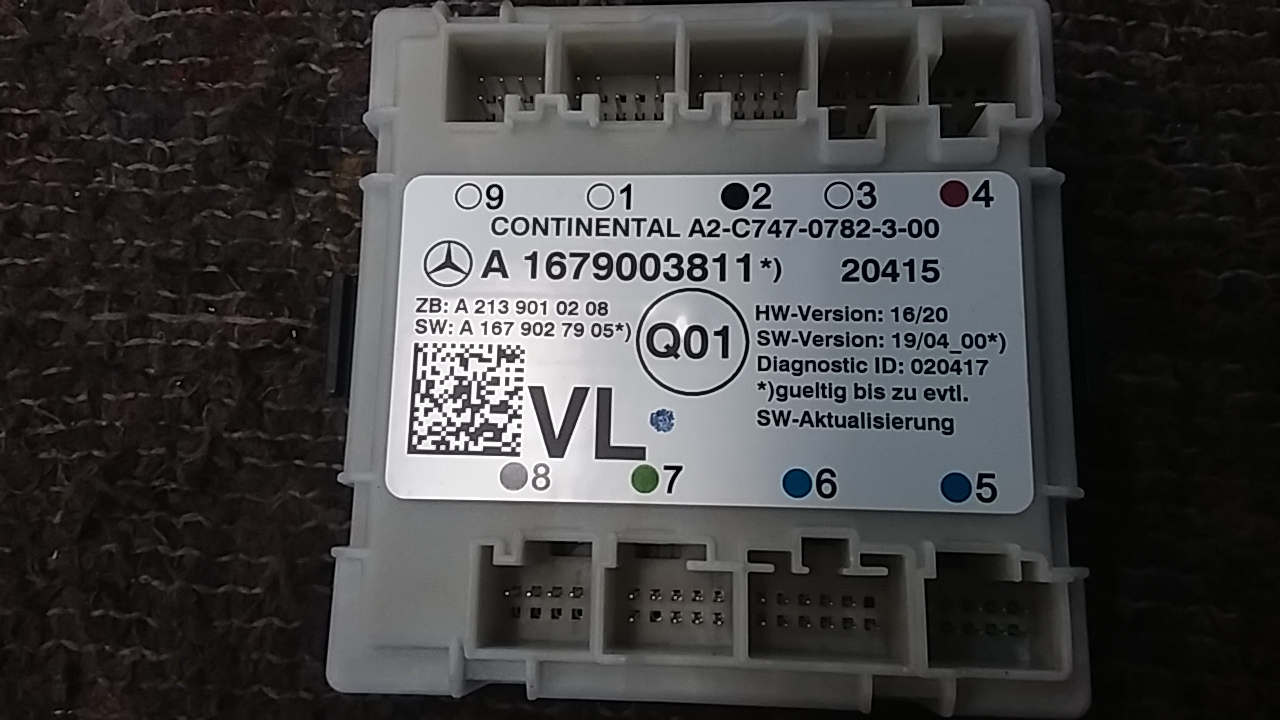 9 1 2 3 4
CONTINENTAL A2-C747-0782-3-00
A 1679003811*) 20415
ZB: A 213 901 02 08
SW: A 167 902 79 05*)
Q01
HW-Version: 16/20
SW-Version: 19/04_00*)
Diagnostic ID: 020417
*)gueltig bis zu evtl.
SW-Aktualisierung
VL
8 7 6 5